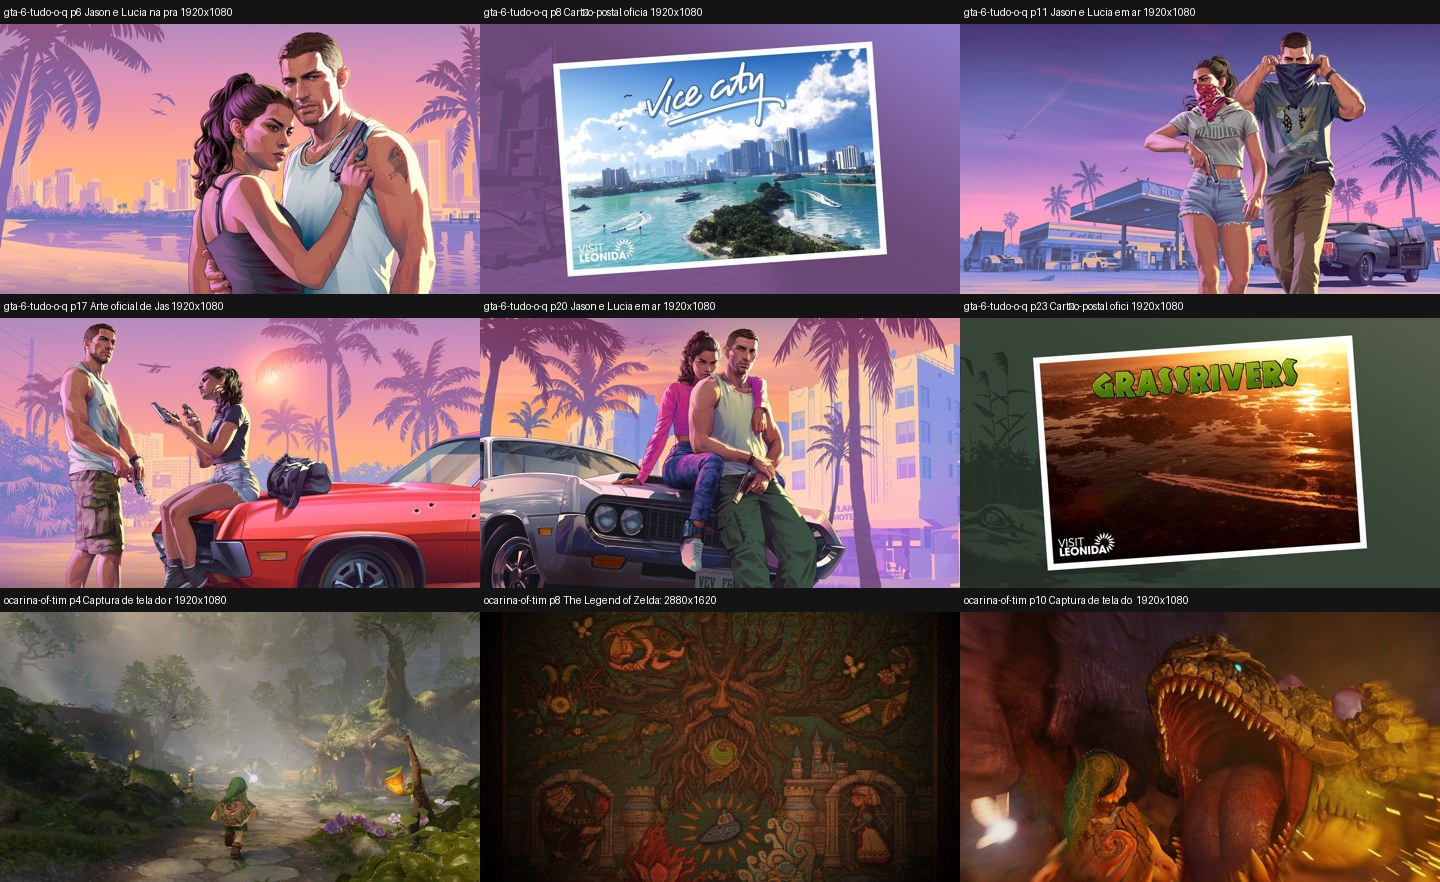 gta-6-tudo-o-q p6 Jason e Lucia na pra 1920x1080
gta-6-tudo-o-q p8 Cart□□o-postal oficia 1920x1080
gta-6-tudo-o-q p11 Jason e Lucia em ar 1920x1080
vice city
VISIT
LEONIDA
gta-6-tudo-o-q p17 Arte oficial de Jas 1920x1080
gta-6-tudo-o-q p20 Jason e Lucia em ar 1920x1080
gta-6-tudo-o-q p23 Cart□□o-postal ofici 1920x1080
GRASSRIVERS
VISIT
LEONIDA
ocarina-of-tim p4 Captura de tela do r 1920x1080
ocarina-of-tim p8 The Legend of Zelda: 2880x1620
ocarina-of-tim p10 Captura de tela do 1920x1080